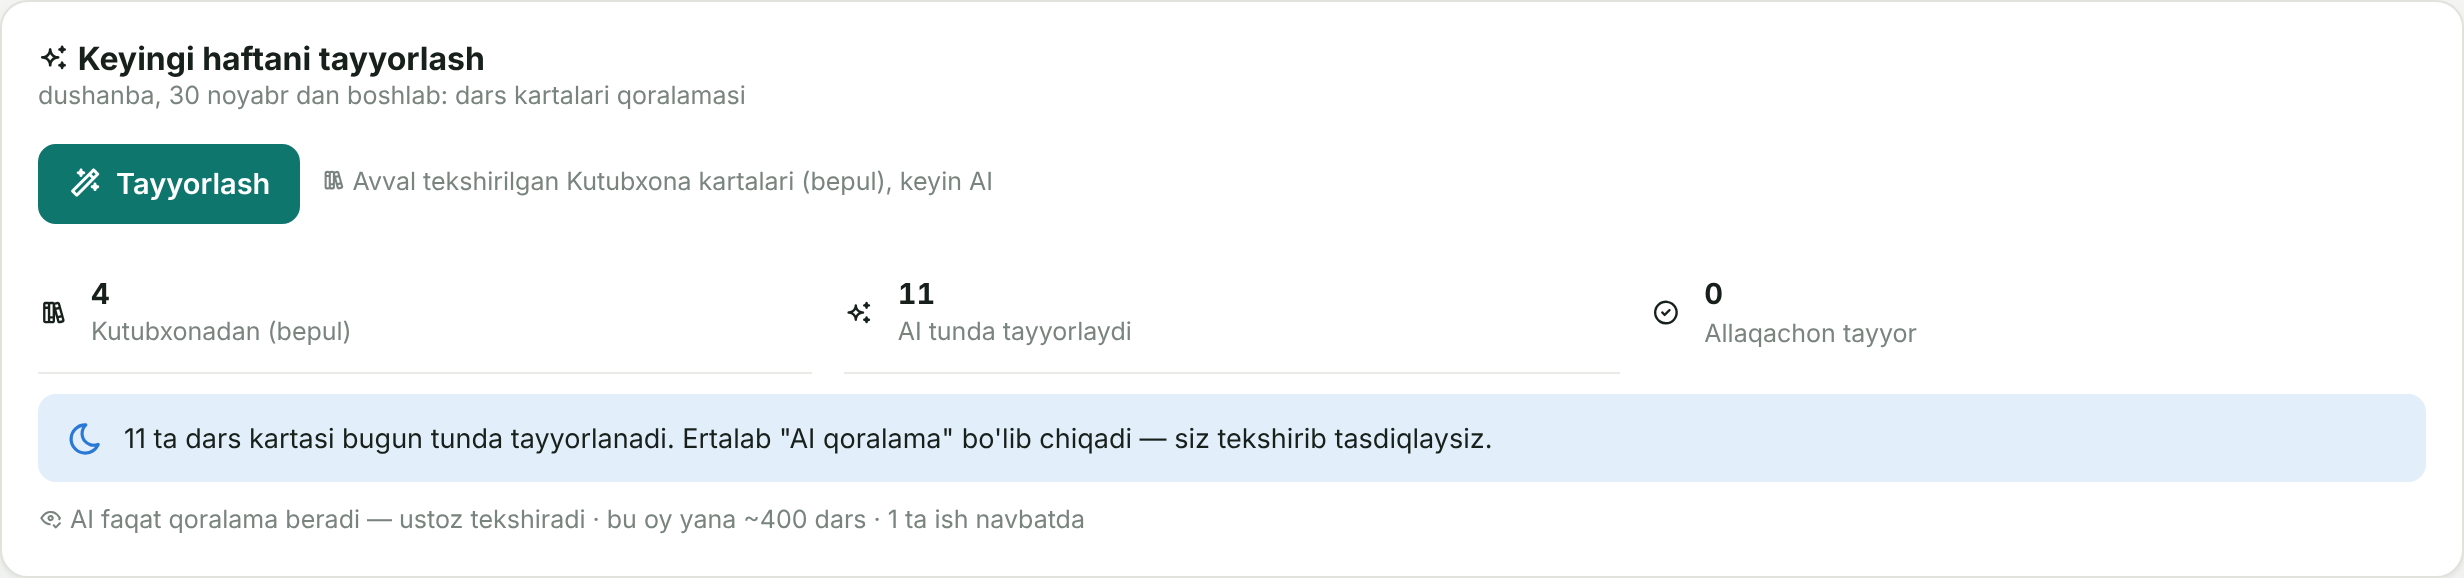 Keyingi haftani tayyorlash
dushanba, 30 noyabr dan boshlab: dars kartalari qoralamasi
Tayyorlash
Avval tekshirilgan Kutubxona kartalari (bepul), keyin AI
4
Kutubxonadan (bepul)
11
AI tunda tayyorlaydi
0
Allaqachon tayyor
11 ta dars kartasi bugun tunda tayyorlanadi. Ertalab "AI qoralama" bo'lib chiqadi — siz tekshirib tasdiqlaysiz.
AI faqat qoralama beradi — ustoz tekshiradi · bu oy yana ~400 dars · 1 ta ish navbatda